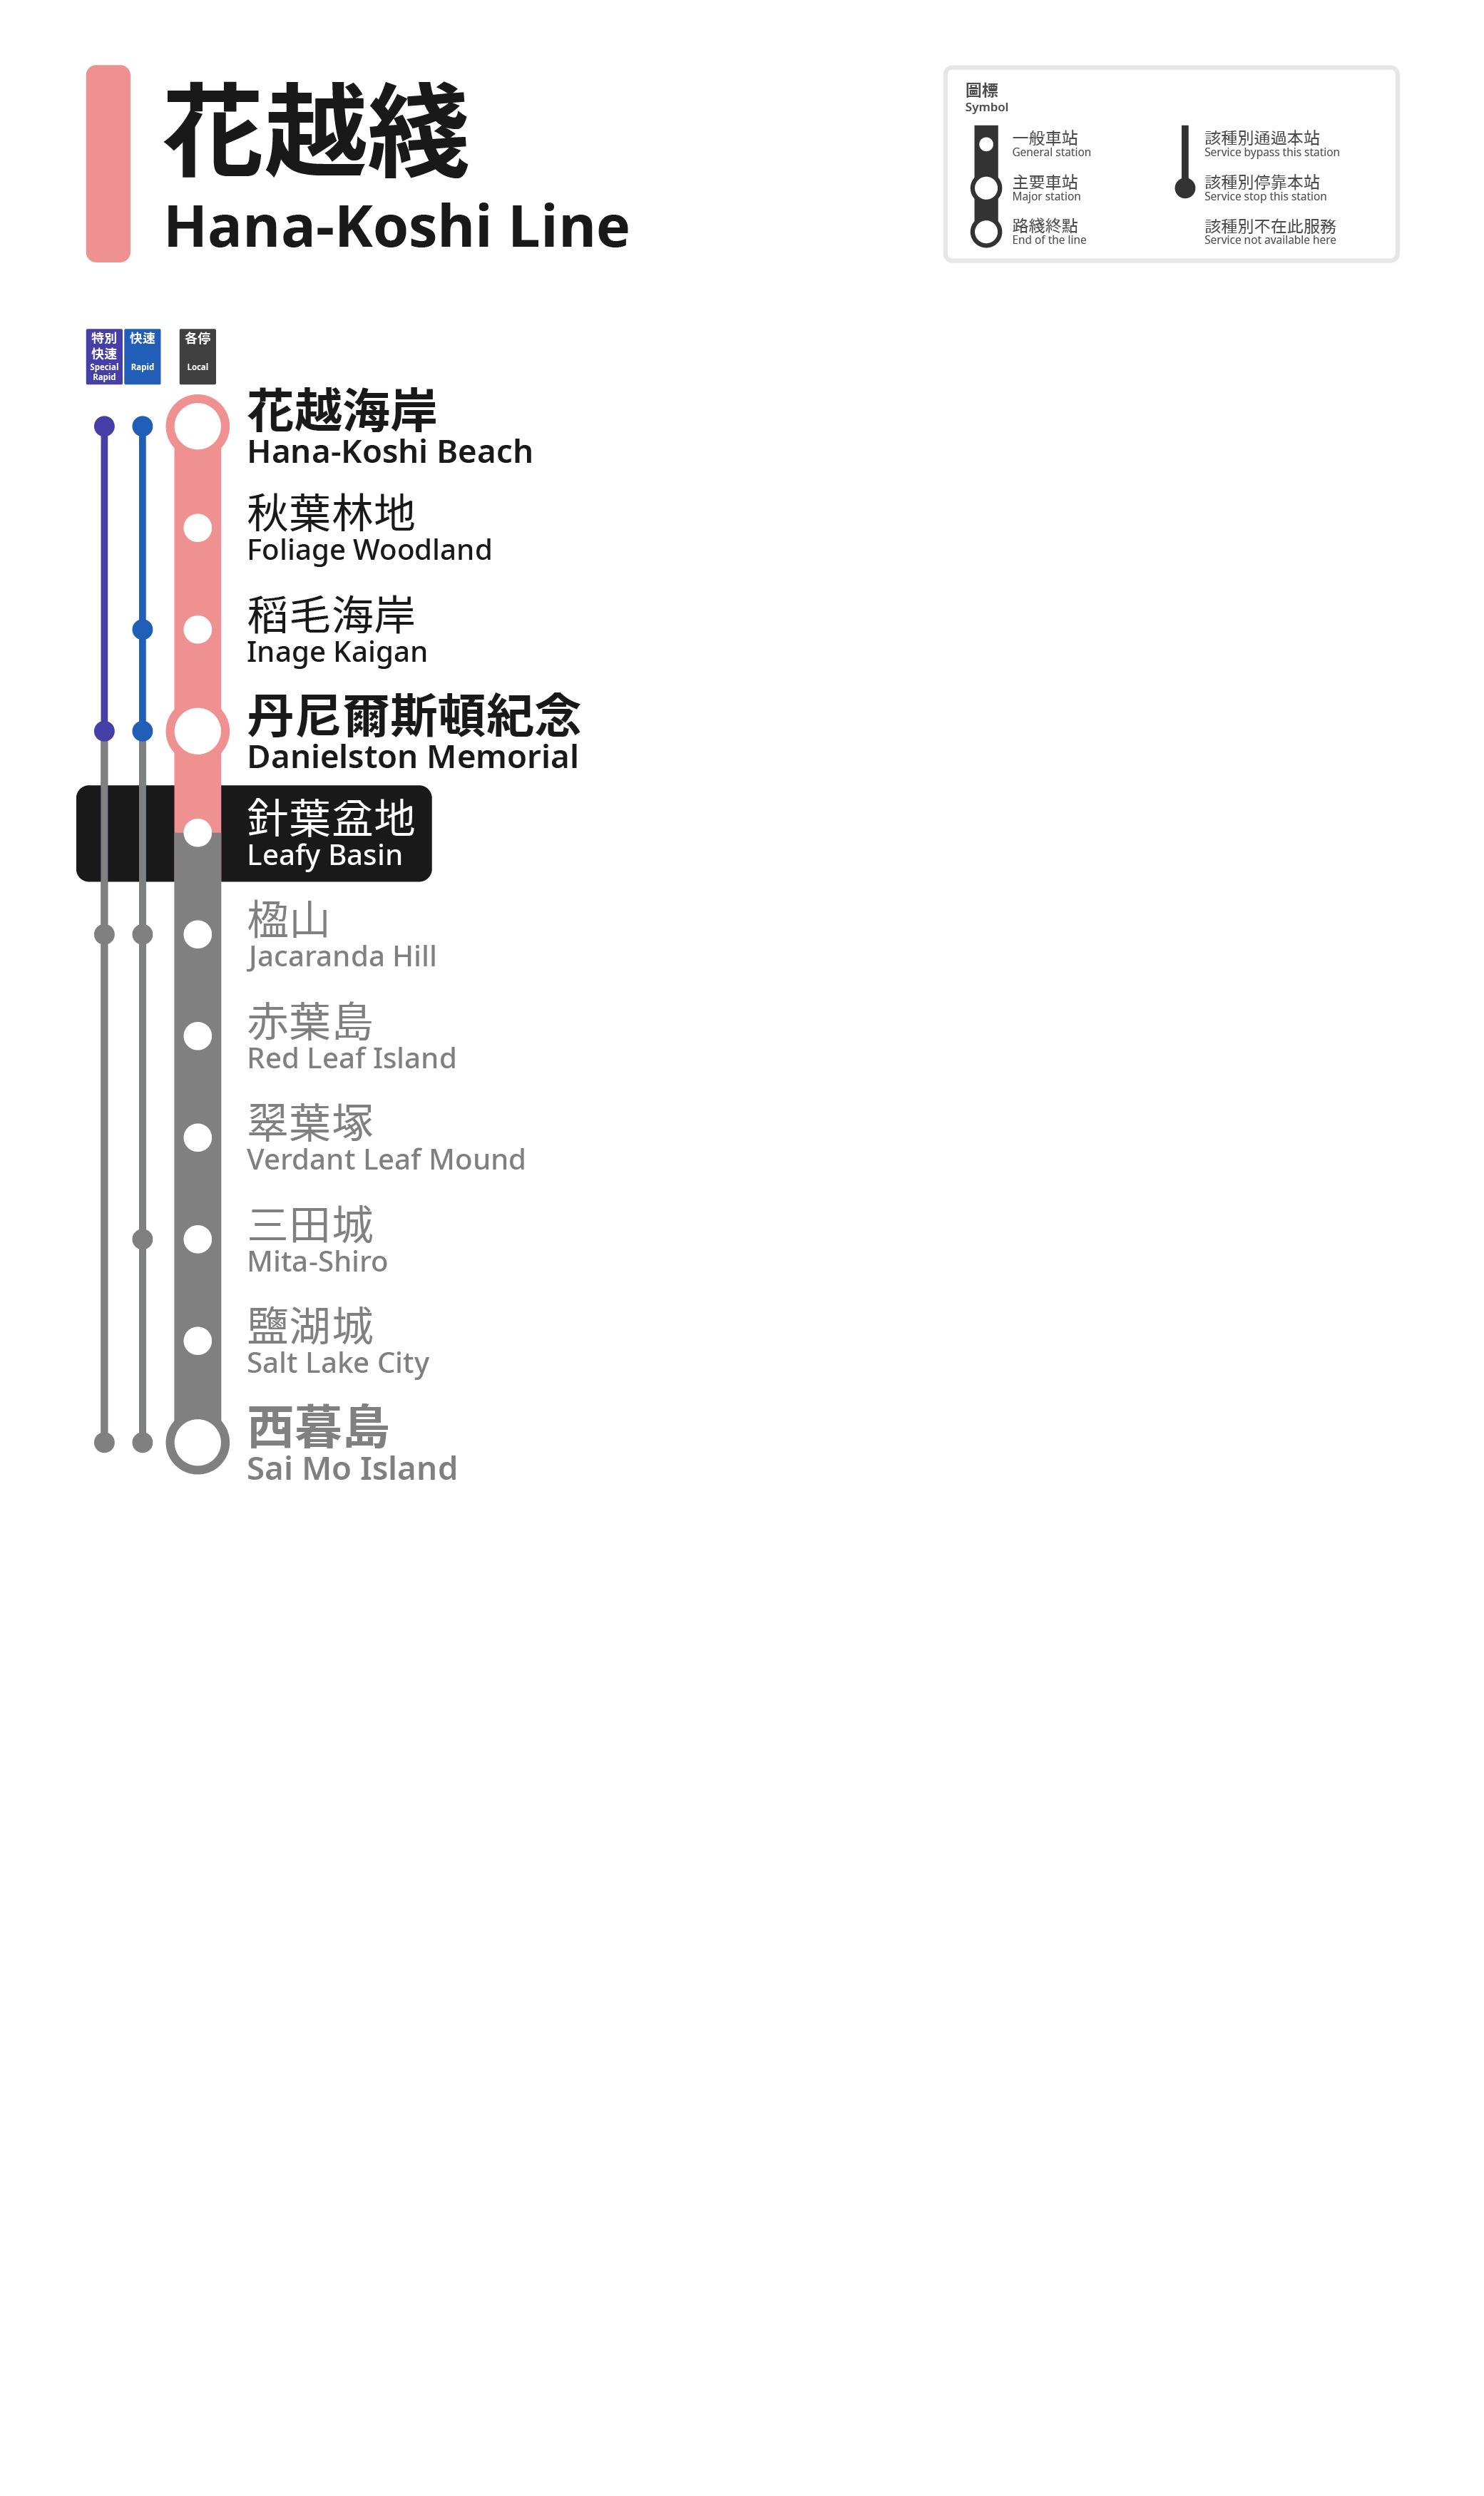 花越綫
Hana-Koshi Line
圖標
Symbol
一般車站
General station
主要車站
Major station
路綫終點
End of the line
該種別通過本站
Service bypass this station
該種別停靠本站
Service stop this station
該種別不在此服務
Service not available here
特別
快速
Special
Rapid
快速
Rapid
各停
Local
花越海岸
Hana-Koshi Beach
秋葉林地
Foliage Woodland
稻毛海岸
Inage Kaigan
丹尼爾斯頓紀念
Danielston Memorial
針葉盆地
Leafy Basin
楹山
Jacaranda Hill
赤葉島
Red Leaf Island
翠葉塚
Verdant Leaf Mound
三田城
Mita-Shiro
鹽湖城
Salt Lake City
西暮島
Sai Mo Island